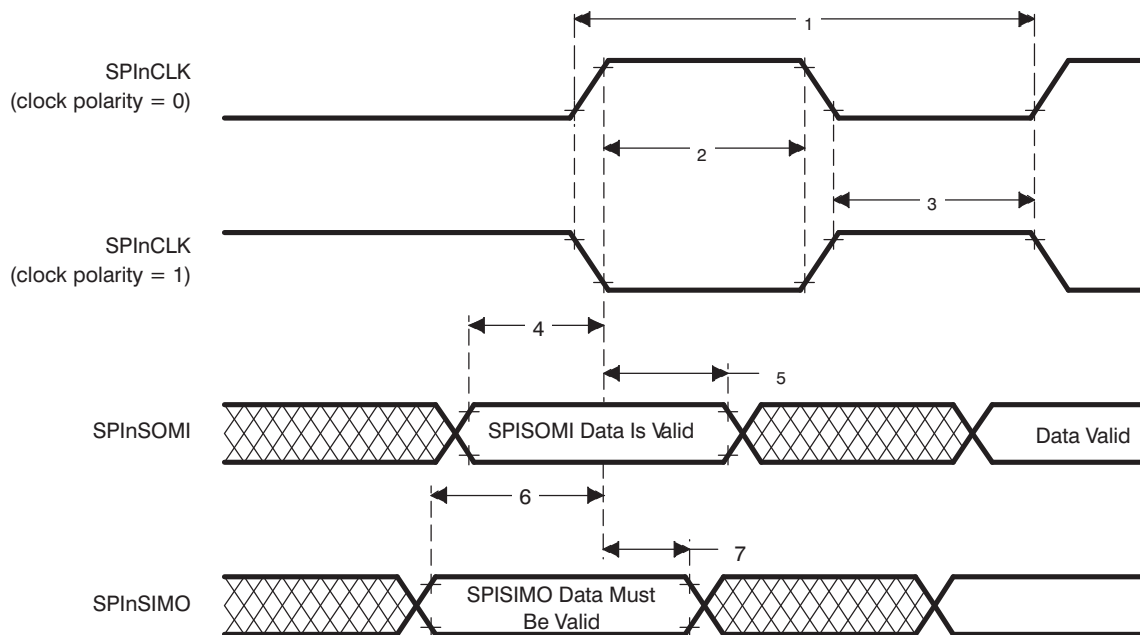 1
SPInCLK
(clock polarity = 0)
2
3
SPInCLK
(clock polarity = 1)
4
5
SPInSOMI
SPISOMI Data Is Valid
Data Valid
6
7
SPInSIMO
SPISIMO Data Must
Be Valid